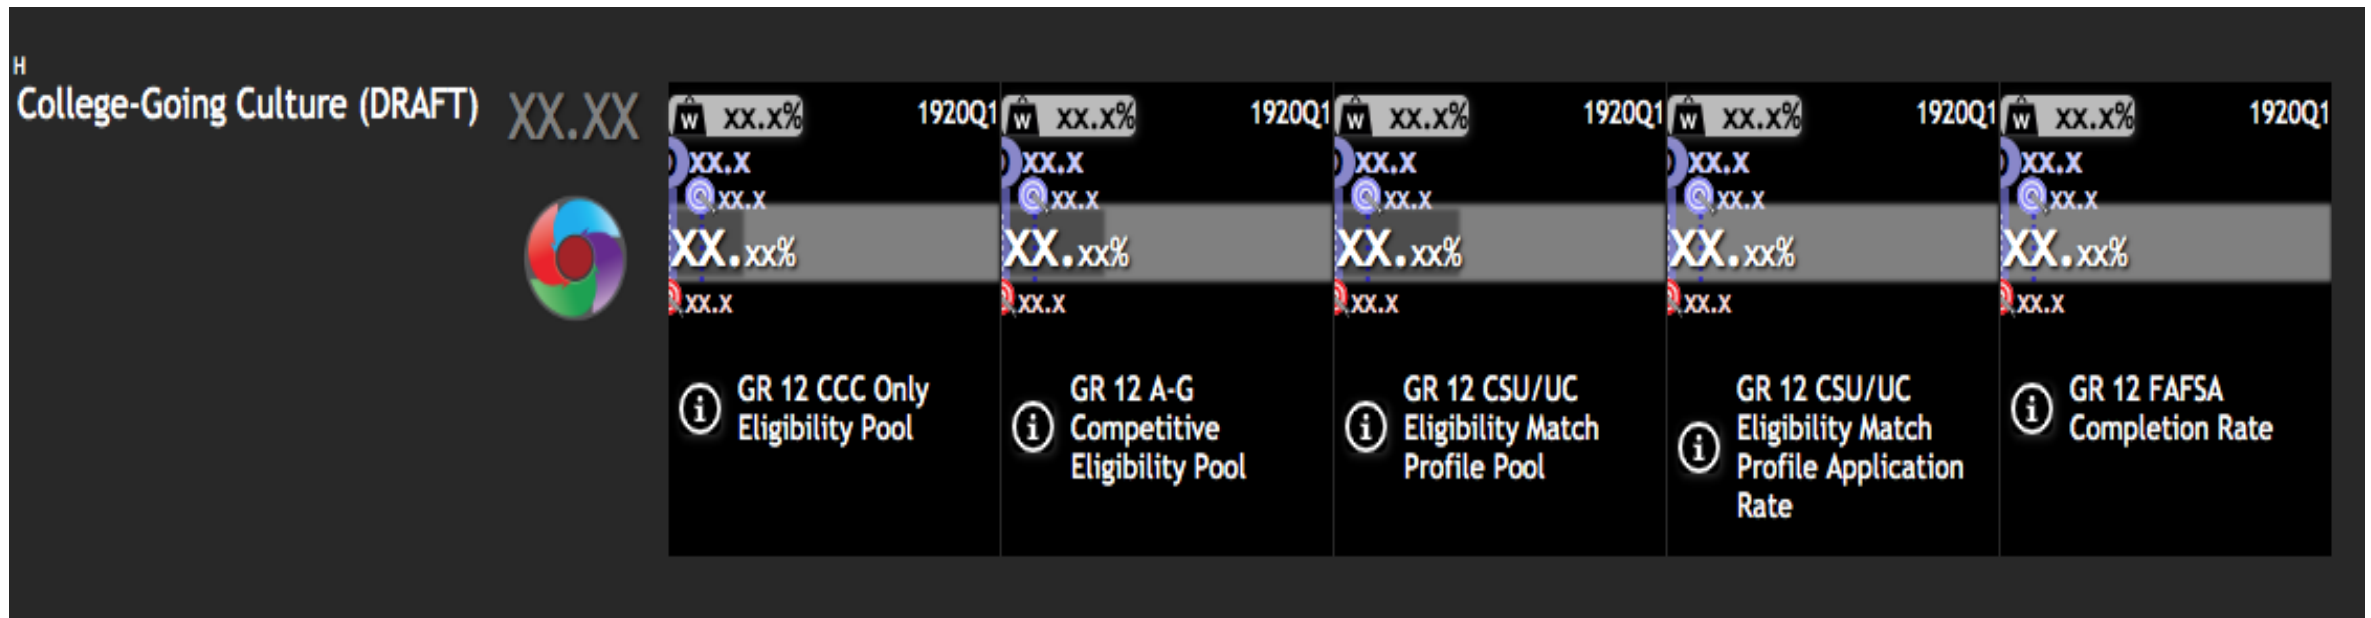 H
College-Going Culture (DRAFT)
XX.XX
W XX.X%
1920Q1
XX.X
XX.X
XX.XX%
XX.X
i
GR 12 CCC Only
Eligibility Pool
W XX.X%
1920Q1
XX.X
XX.X
XX.XX%
XX.X
i
GR 12 A-G
Competitive
Eligibility Pool
W XX.X%
1920Q1
XX.X
XX.X
XX.XX%
XX.X
i
GR 12 CSU/UC
Eligibility Match
Profile Pool
W XX.X%
1920Q1
XX.X
XX.X
XX.XX%
XX.X
i
GR 12 CSU/UC
Eligibility Match
Profile Application
Rate
W XX.X%
1920Q1
XX.X
XX.X
XX.XX%
XX.X
i
GR 12 FAFSA
Completion Rate